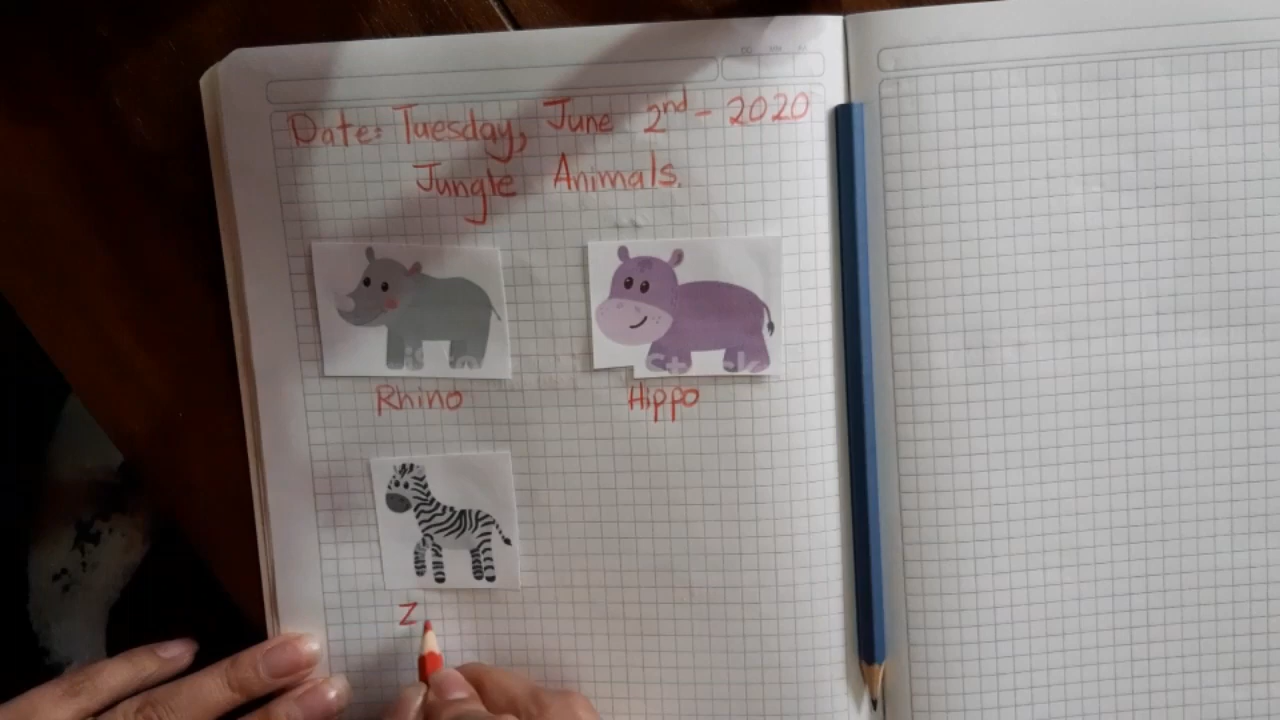 Date: Tuesday, June 2nd - 2020
Jungle Animals.
Rhino
Hippo
Z